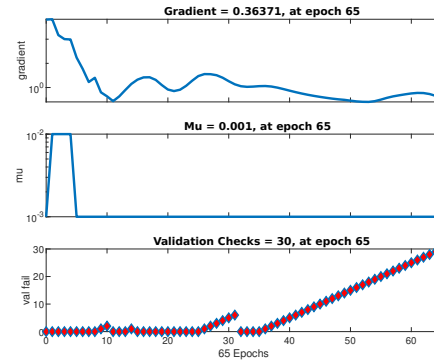 Gradient = 0.36371, at epoch 65
gradient
10⁰
Mu = 0.001, at epoch 65
mu
10⁻²
10⁻³
Validation Checks = 30, at epoch 65
val fail
30
20
10
0
0 10 20 30 40 50 60
65 Epochs